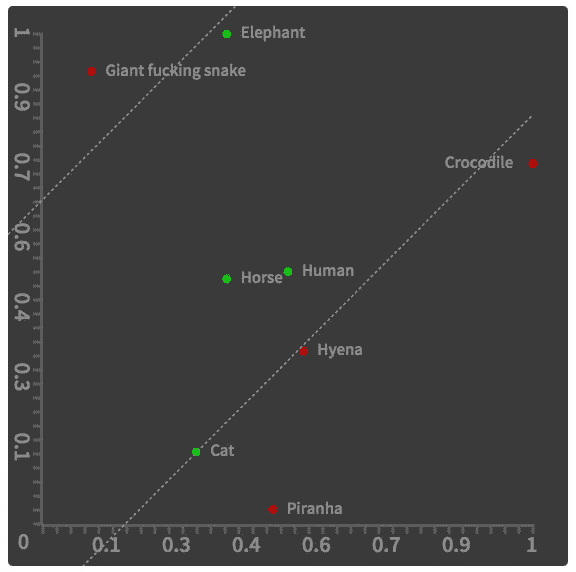 1
Elephant
Giant fucking snake
0.9
Crocodile
0.7
0.6
Human
Horse
0.4
Hyena
0.3
Cat
0.1
Piranha
0
0.1
0.3
0.4
0.6
0.7
0.9
1